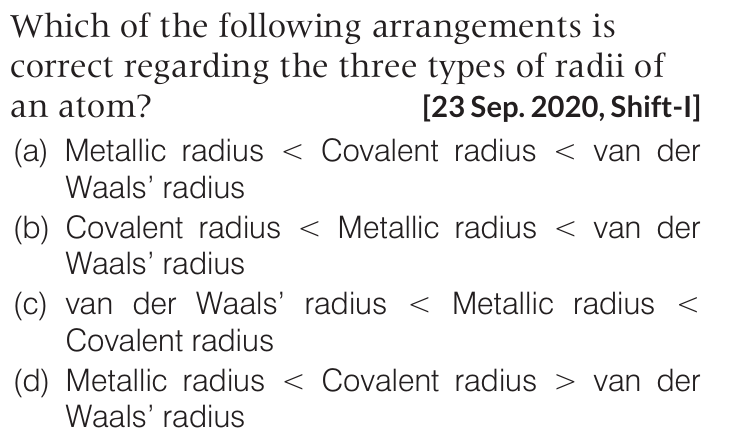 Which of the following arrangements is
correct regarding the three types of radii of
an atom? [23 Sep. 2020, Shift-I]
(a) Metallic radius < Covalent radius < van der
Waals' radius
(b) Covalent radius < Metallic radius < van der
Waals' radius
(c) van der Waals' radius < Metallic radius <
Covalent radius
(d) Metallic radius < Covalent radius > van der
Waals' radius